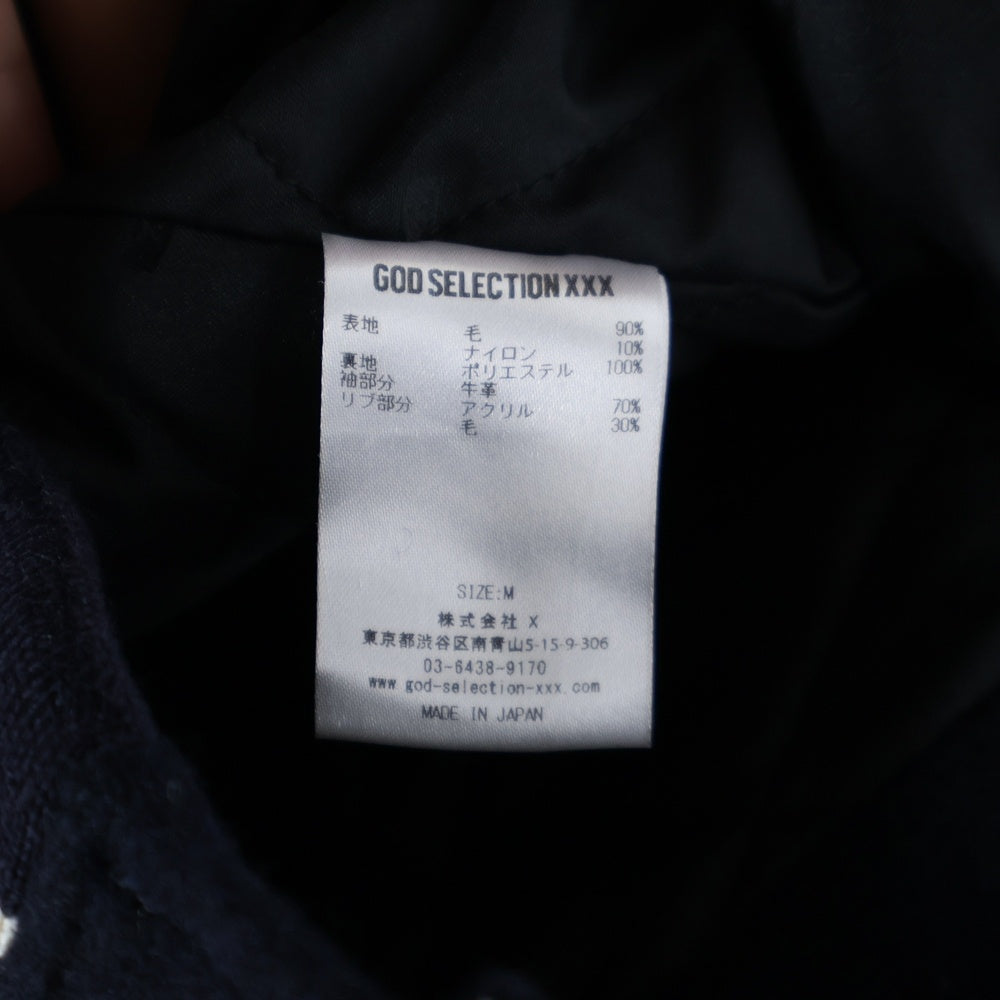 GOD SELECTION XXX
表地 毛 90%
ナイロン 10%
裏地 ポリエステル 100%
袖部分 牛革
リブ部分 アクリル 70%
毛 30%
SIZE:M
株式会社 X
東京都渋谷区南青山5-15-9-306
03-6438-9170
www god-selection-xxx.com
MADE IN JAPAN